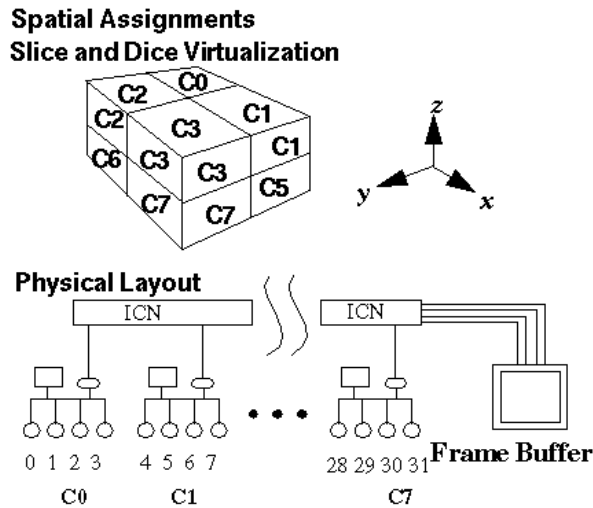 Spatial Assignments
Slice and Dice Virtualization
C0
C2
C1
C2
C3
C1
C6
C3
C3
C5
C7
C7
z
y
x
Physical Layout
ICN
ICN
0 1 2 3
4 5 6 7
28 29 30 31
Frame Buffer
C0
C1
C7